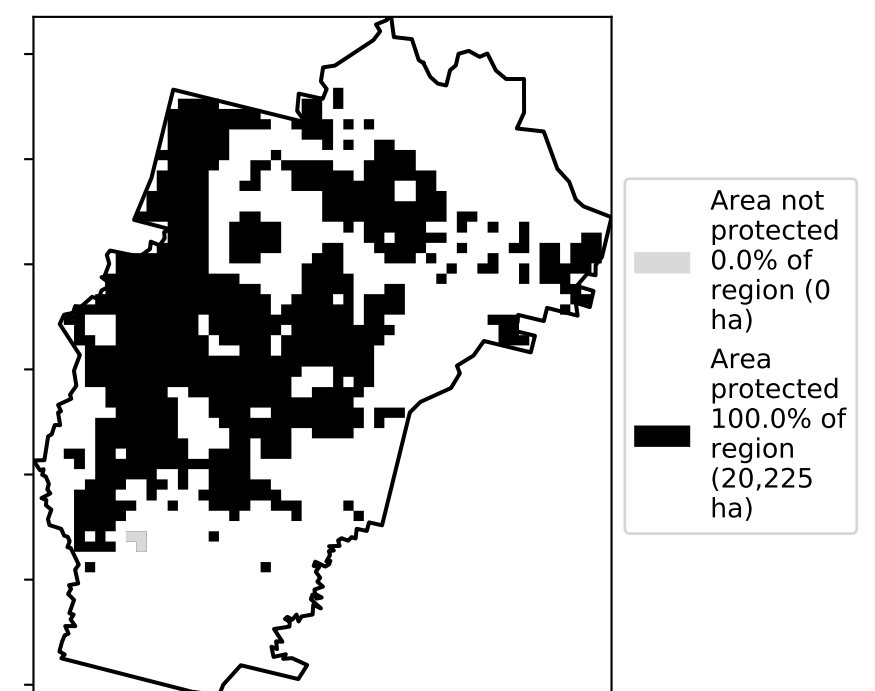 Area not
protected
0.0% of
region (0
ha)
Area
protected
100.0% of
region
(20,225
ha)